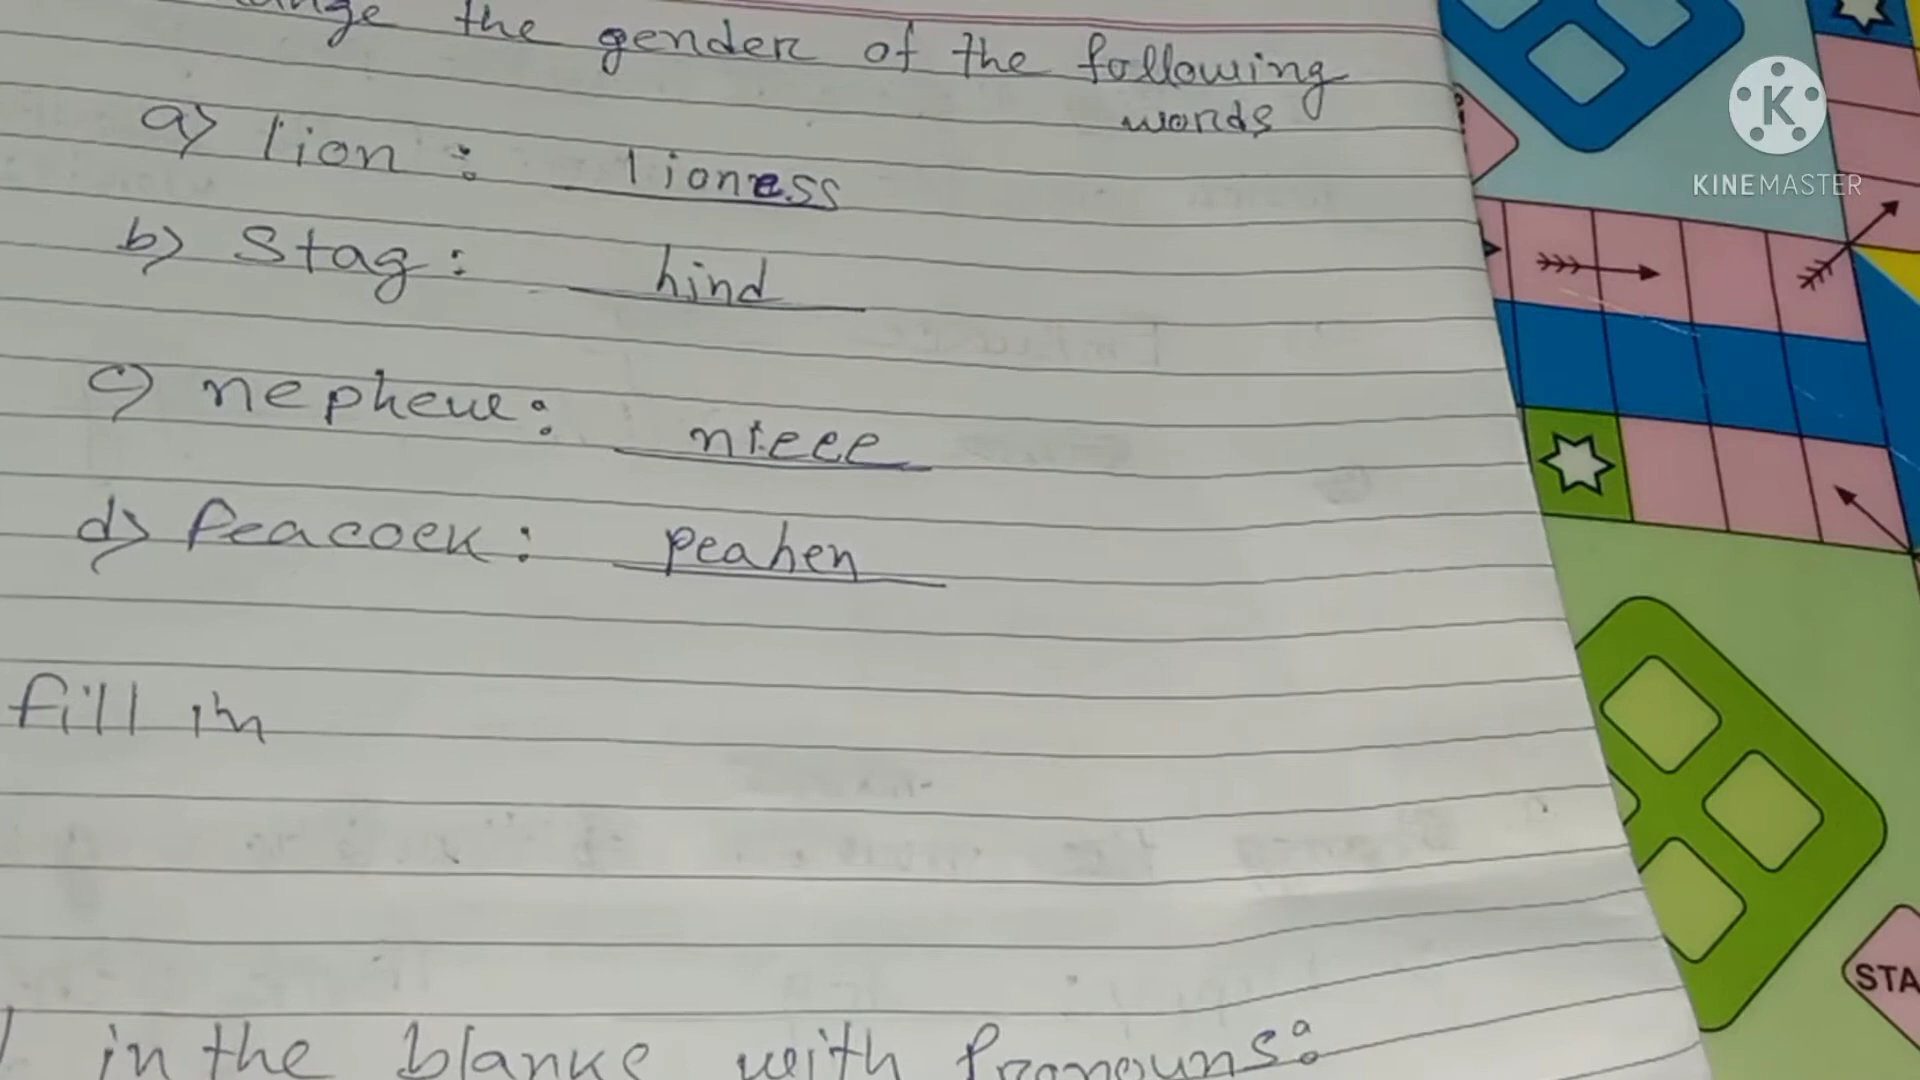 the gender of the following
words
a) lion : lioness
b) Stag : hind
c) nephew : niece
d) Peacock : peahen
fill in
in the blanks with Pronouns:
KINEMASTER
K
STA